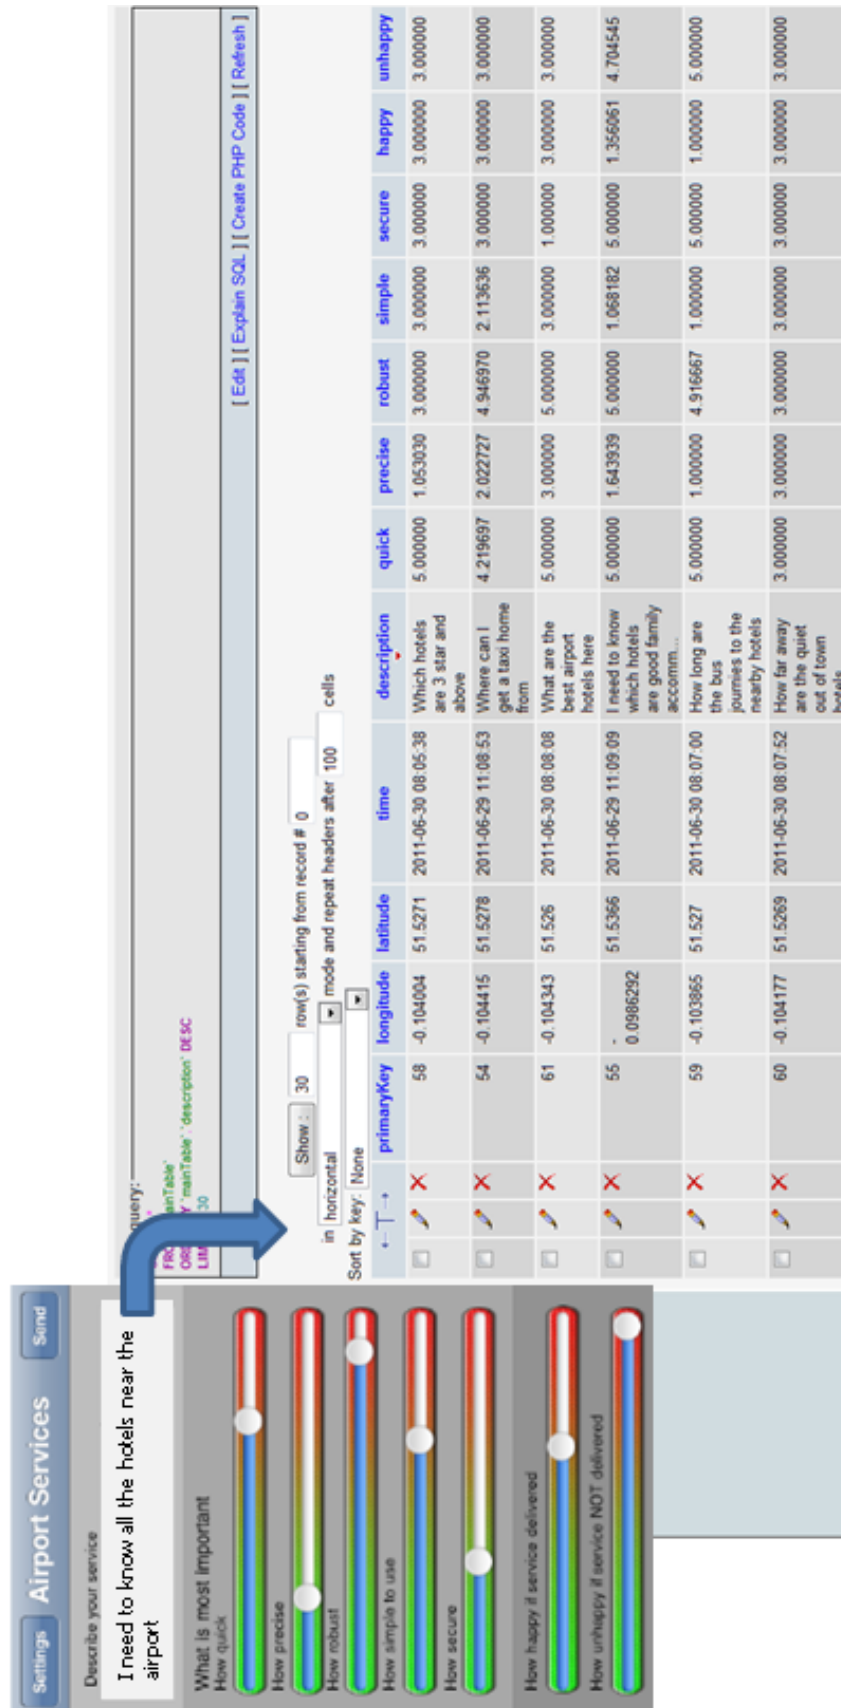 Settings Airport Services Send
Describe your service
I need to know all the hotels near the
airport
What is most important
How quick
How precise
How robust
How simple to use
How secure
How happy if service delivered
How unhappy if service NOT delivered
query:
ORDER BY `mainTable`.`description` DESC
30
[ Edit ] [ Explain SQL ] [ Create PHP Code ] [ Refresh ]
Show : 30 row(s) starting from record # 0
in horizontal mode and repeat headers after 100 cells
Sort by key: None
←T→ primaryKey longitude latitude time description quick precise robust simple secure happy unhappy
58 -0.104004 51.5271 2011-06-30 08:05:38 Which hotels 5.000000 1.053030 3.000000 3.000000 3.000000 3.000000 3.000000
are 3 star and
above
54 -0.104415 51.5278 2011-06-29 11:08:53 Where can I 4.219697 2.022727 4.946970 2.113636 3.000000 3.000000 3.000000
get a taxi home
from
61 -0.104343 51.526 2011-06-30 08:08:08 What are the 5.000000 3.000000 5.000000 3.000000 1.000000 3.000000 3.000000
best airport
hotels here
55 - 51.5366 2011-06-29 11:09:09 I need to know 5.000000 1.643939 5.000000 1.068182 5.000000 1.356061 4.704545
0.0986292 which hotels
are good family
accomm...
59 -0.103865 51.527 2011-06-30 08:07:00 How long are 5.000000 1.000000 4.916667 1.000000 5.000000 1.000000 5.000000
the bus
journies to the
nearby hotels
60 -0.104177 51.5269 2011-06-30 08:07:52 How far away 3.000000 3.000000 3.000000 3.000000 3.000000 3.000000 3.000000
are the quiet
out of town
hotels